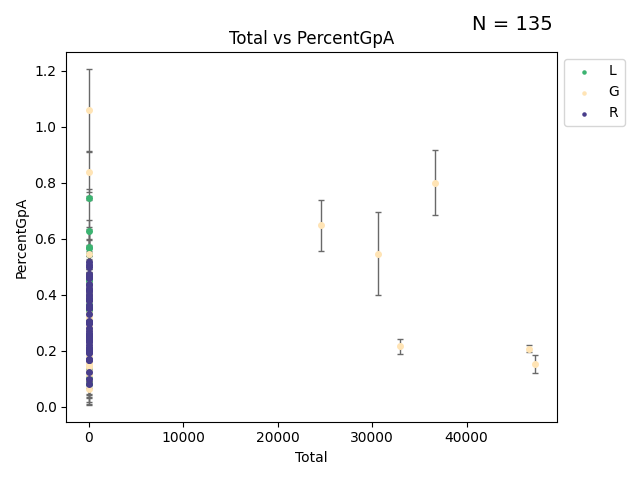 N = 135
Total vs PercentGpA
L
G
R
PercentGpA
1.2
1.0
0.8
0.6
0.4
0.2
0.0
0 10000 20000 30000 40000
Total